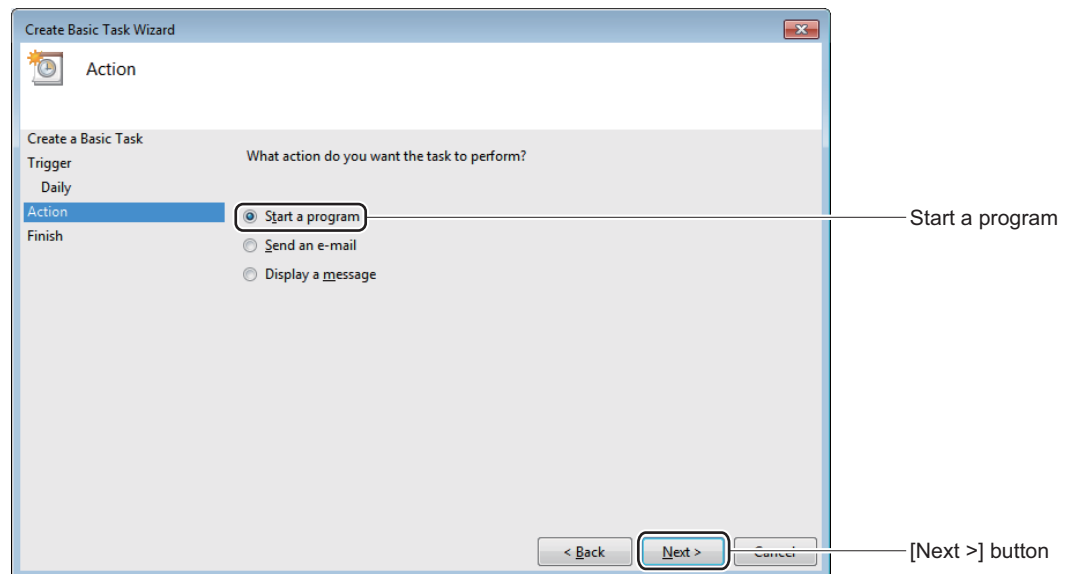 Create Basic Task Wizard
Action
Create a Basic Task
Trigger
Daily
Action
Finish
What action do you want the task to perform?
Start a program
Send an e-mail
Display a message
< Back
Next >
Cancel
Start a program
[Next >] button